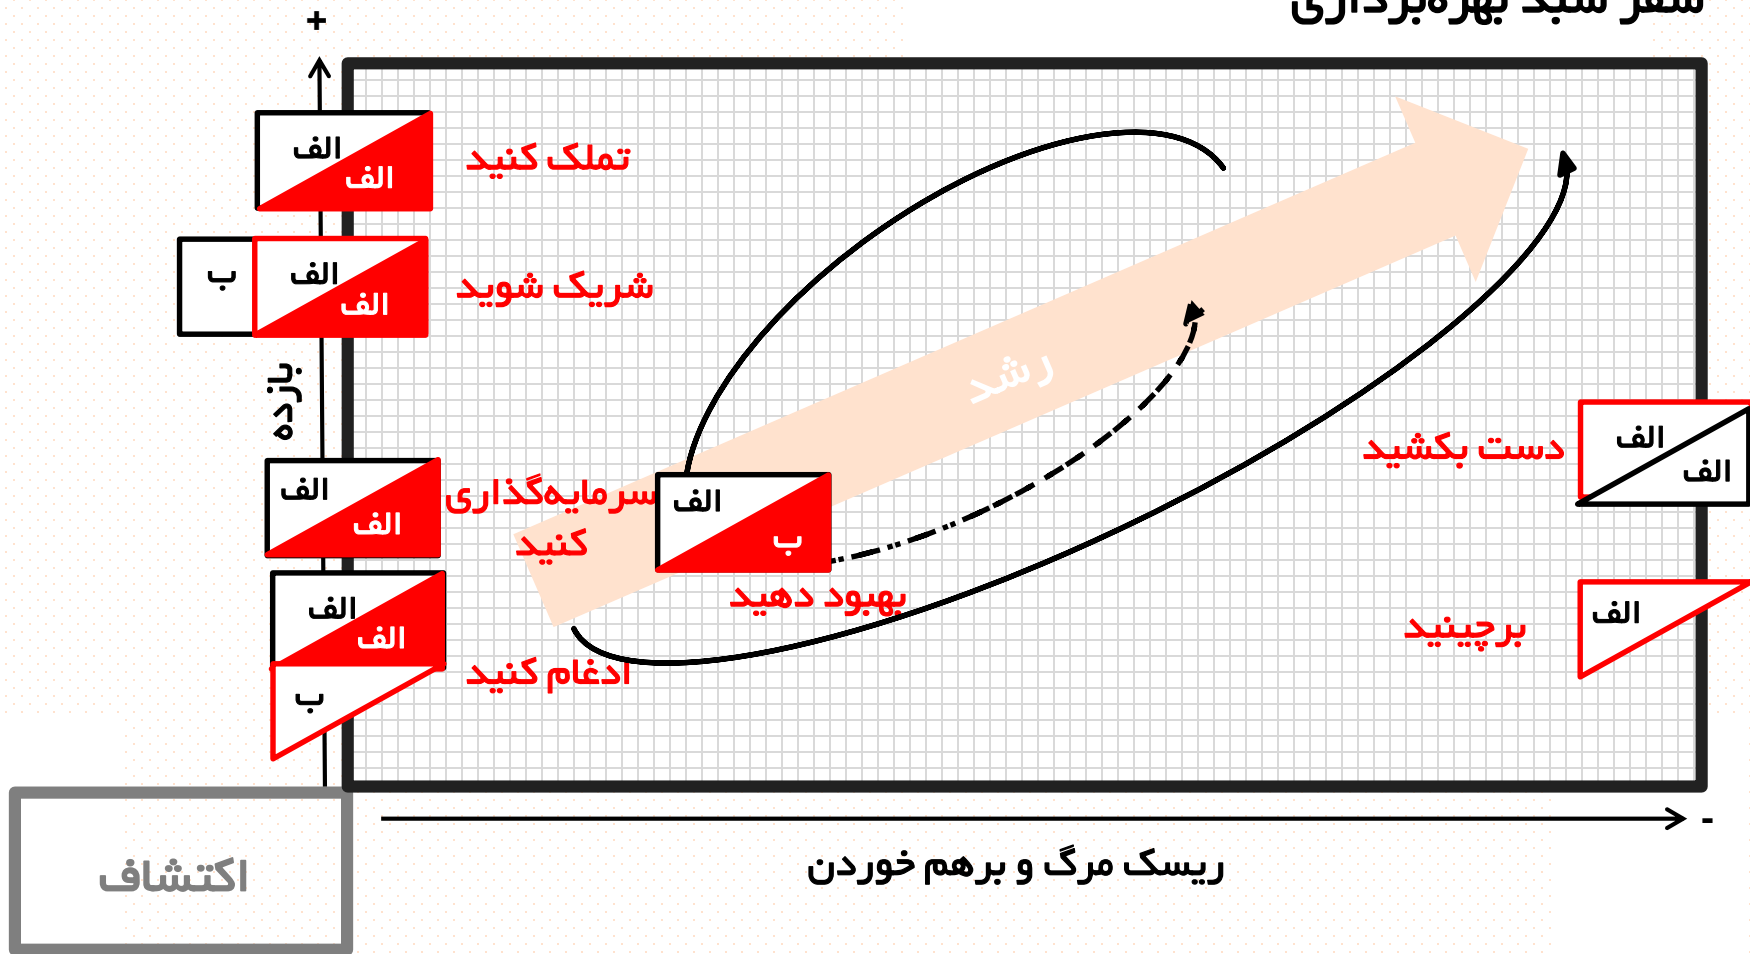 سفر سبد بهره‌برداری
+
الف
الف
تملک کنید
ب
الف
الف
شریک شوید
بازده
رشد
الف
الف
سرمایه‌گذاری
کنید
الف
ب
بهبود دهید
الف
الف
ب
ادغام کنید
دست بکشید
الف
الف
برچینید
الف
-
ریسک مرگ و برهم خوردن
اکتشاف